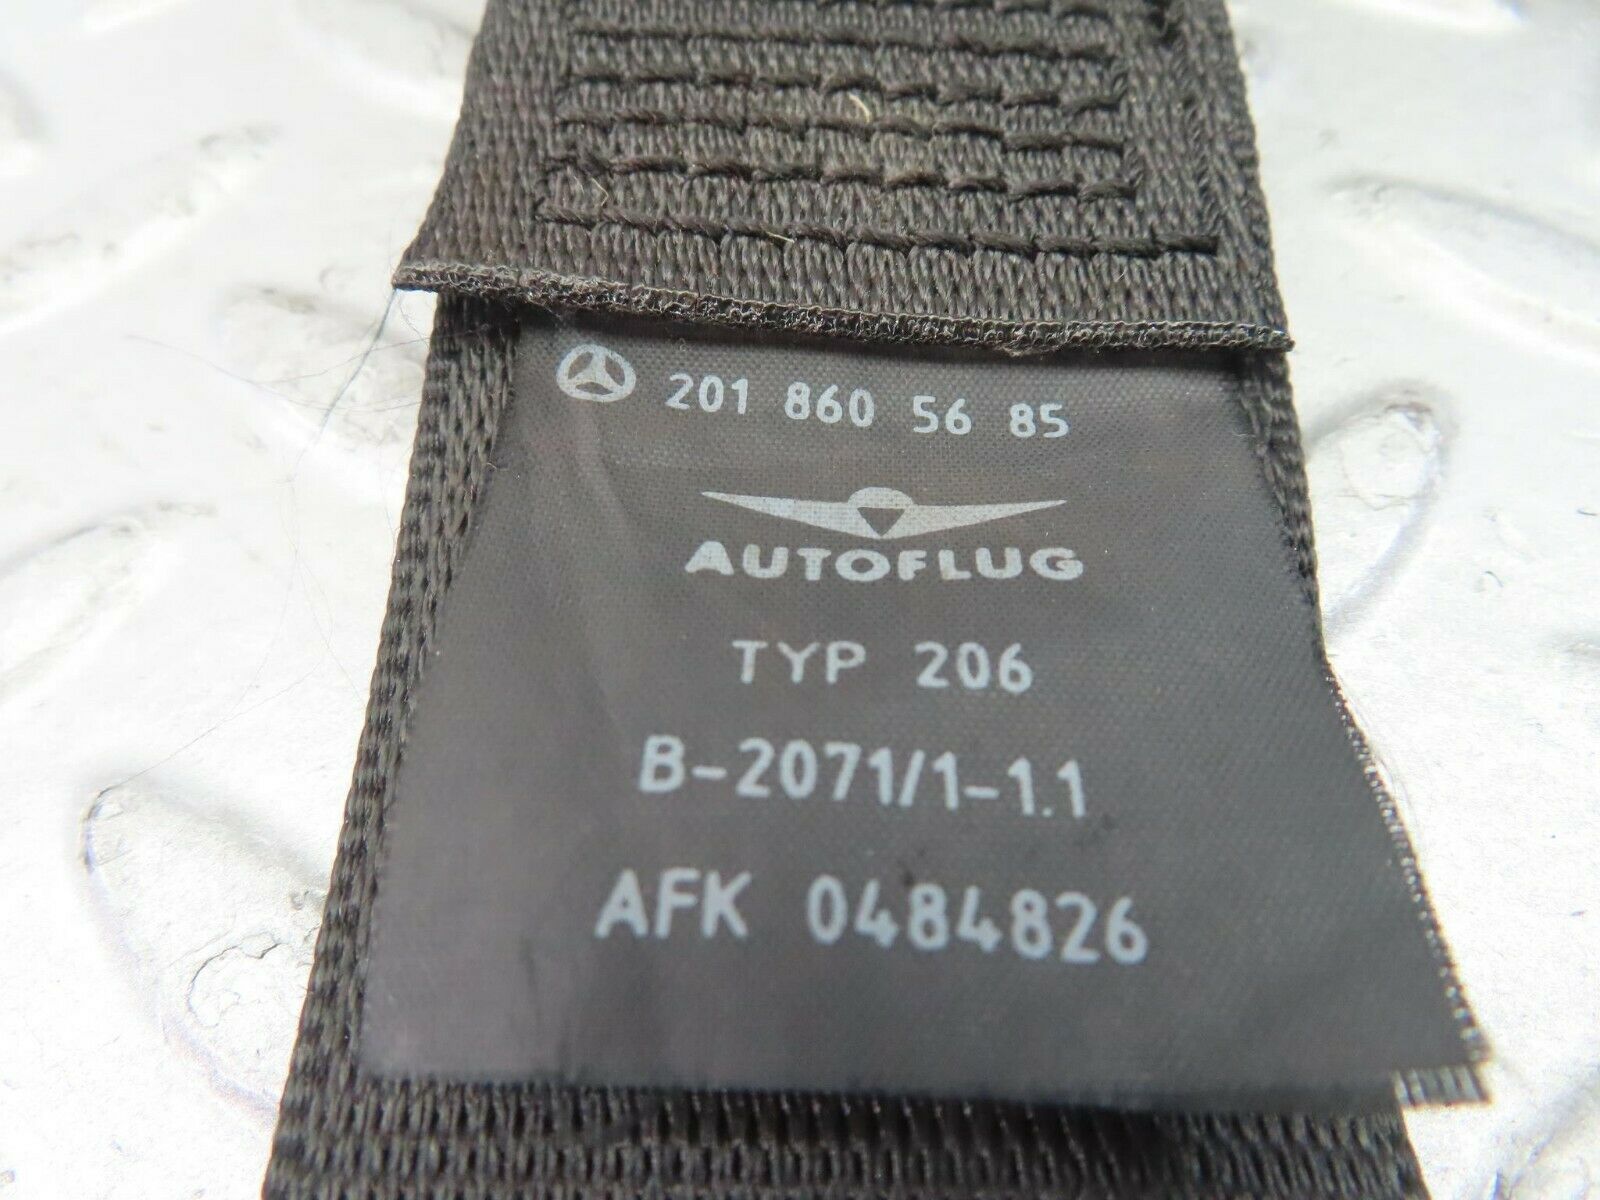 201 860 56 85
AUTOFLUG
TYP 206
B-2071/1-1.1
AFK 0484826